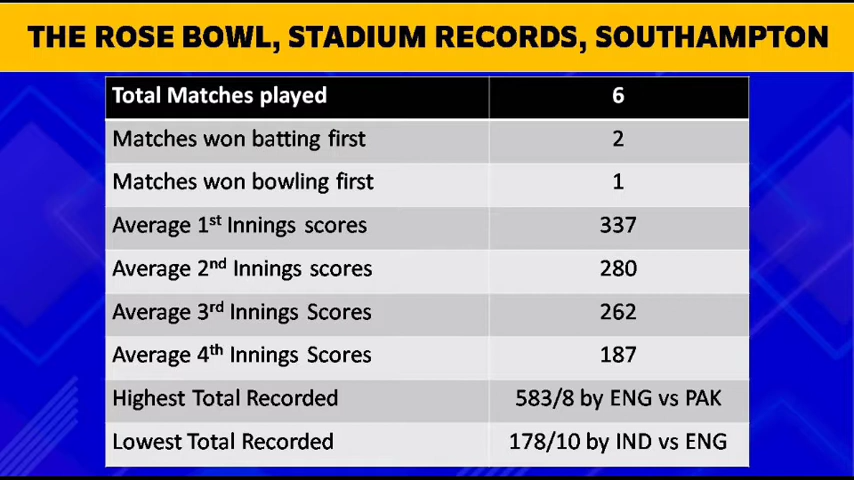 THE ROSE BOWL, STADIUM RECORDS, SOUTHAMPTON
Total Matches played 6
Matches won batting first 2
Matches won bowling first 1
Average 1st Innings scores 337
Average 2nd Innings scores 280
Average 3rd Innings Scores 262
Average 4th Innings Scores 187
Highest Total Recorded 583/8 by ENG vs PAK
Lowest Total Recorded 178/10 by IND vs ENG